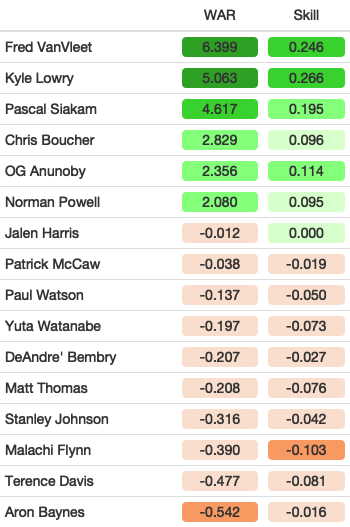 WAR Skill
Fred VanVleet 6.399 0.246
Kyle Lowry 5.063 0.266
Pascal Siakam 4.617 0.195
Chris Boucher 2.829 0.096
OG Anunoby 2.356 0.114
Norman Powell 2.080 0.095
Jalen Harris -0.012 0.000
Patrick McCaw -0.038 -0.019
Paul Watson -0.137 -0.050
Yuta Watanabe -0.197 -0.073
DeAndre' Bembry -0.207 -0.027
Matt Thomas -0.208 -0.076
Stanley Johnson -0.316 -0.042
Malachi Flynn -0.390 -0.103
Terence Davis -0.477 -0.081
Aron Baynes -0.542 -0.016